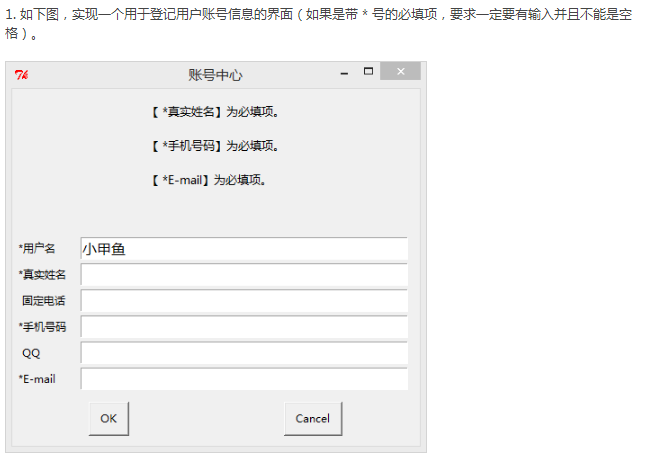 1. 如下图，实现一个用于登记用户账号信息的界面（如果是带 * 号的必填项，要求一定要有输入并且不能是空
格）。
账号中心
【 *真实姓名】为必填项。
【 *手机号码】为必填项。
【 *E-mail】为必填项。
*用户名 小甲鱼
*真实姓名
固定电话
*手机号码
QQ
*E-mail
OK Cancel